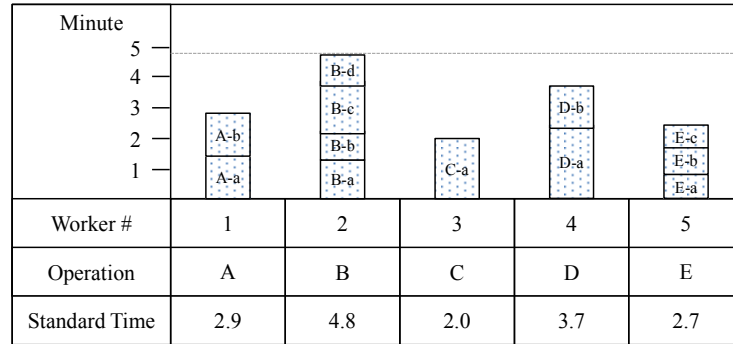 Minute
5
4
3
2
1
A-b
A-a
B-d
B-c
B-b
B-a
C-a
D-b
D-a
E-c
E-b
E-a
Worker # 1 2 3 4 5
Operation A B C D E
Standard Time 2.9 4.8 2.0 3.7 2.7